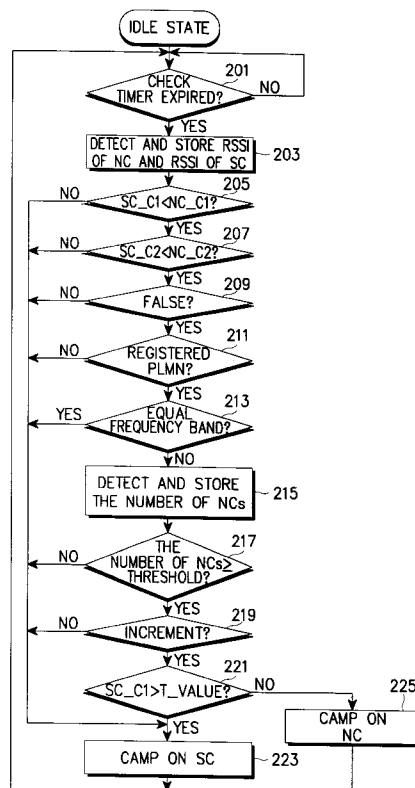 IDLE STATE
201
CHECK
TIMER EXPIRED?
NO
YES
DETECT AND STORE RSSI
OF NC AND RSSI OF SC
203
205
NO
SC_C1<NC_C1?
YES
207
NO
SC_C2<NC_C2?
YES
209
NO
FALSE?
YES
211
NO
REGISTERED
PLMN?
YES
213
YES
EQUAL
FREQUENCY BAND?
NO
DETECT AND STORE
THE NUMBER OF NCs
215
217
NO
THE
NUMBER OF NCs≥
THRESHOLD?
YES
219
NO
INCREMENT?
YES
221
SC_C1>T_VALUE?
NO
225
YES
CAMP ON
NC
CAMP ON SC
223